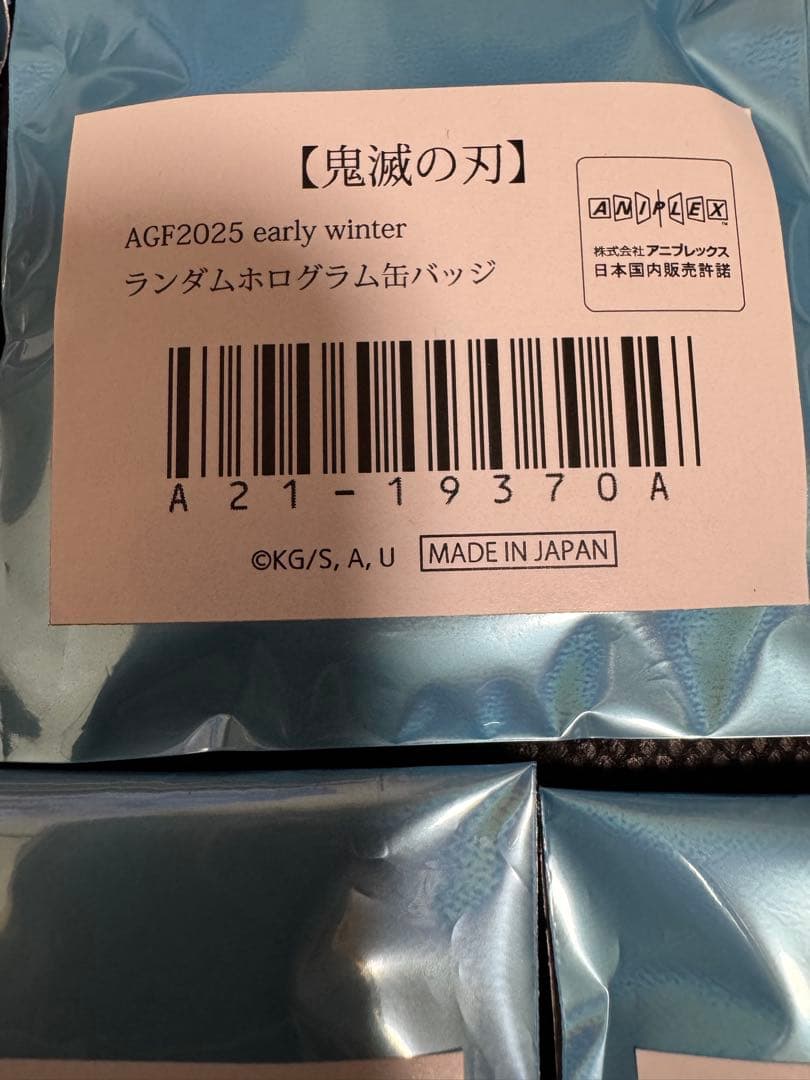 【鬼滅の刃】
AGF2025 early winter
ランダムホログラム缶バッジ
ANIPLEX™
株式会社アニプレックス
日本国内販売許諾
A21-19370A
©KG/S, A, U
MADE IN JAPAN